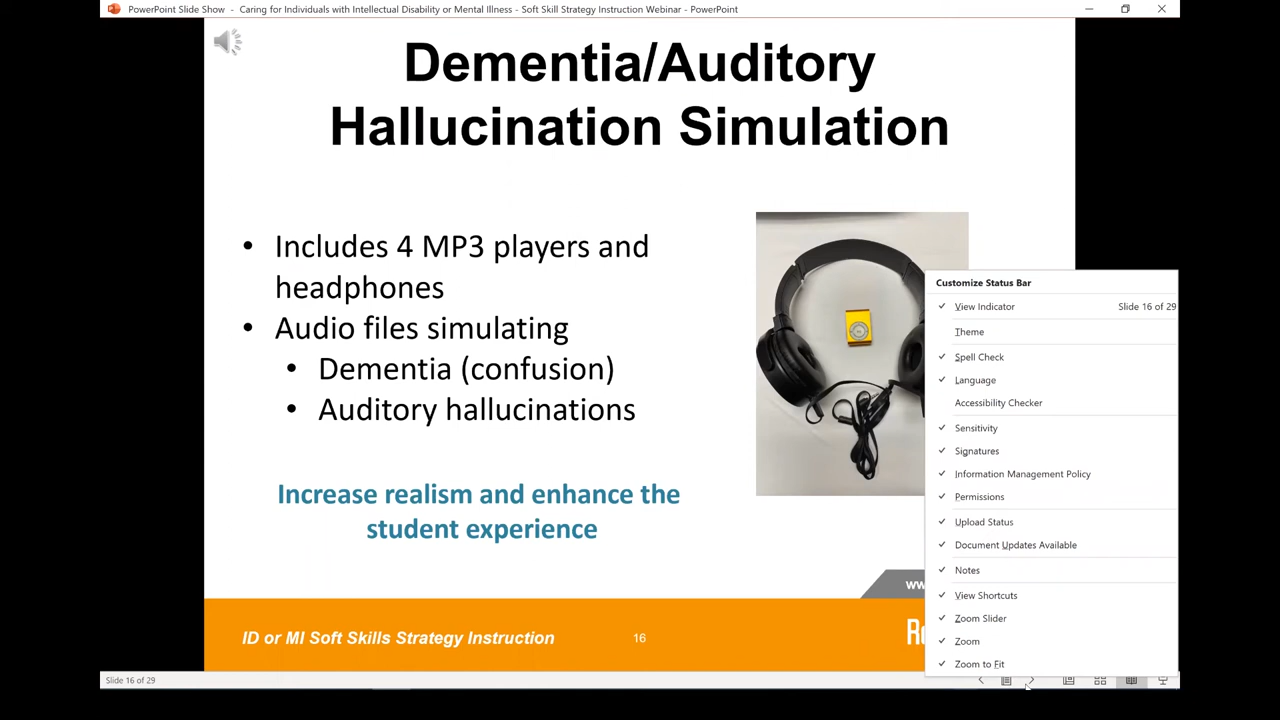 PowerPoint Slide Show - Caring for Individuals with Intellectual Disability or Mental Illness - Soft Skill Strategy Instruction Webinar - PowerPoint
Dementia/Auditory
Hallucination Simulation
• Includes 4 MP3 players and
headphones
• Audio files simulating
• Dementia (confusion)
• Auditory hallucinations
Increase realism and enhance the
student experience
ID or MI Soft Skills Strategy Instruction
16
Customize Status Bar
View Indicator Slide 16 of 29
Theme
Spell Check
Language
Accessibility Checker
Sensitivity
Signatures
Information Management Policy
Permissions
Upload Status
Document Updates Available
Notes
View Shortcuts
Zoom Slider
Zoom
Zoom to Fit
Slide 16 of 29